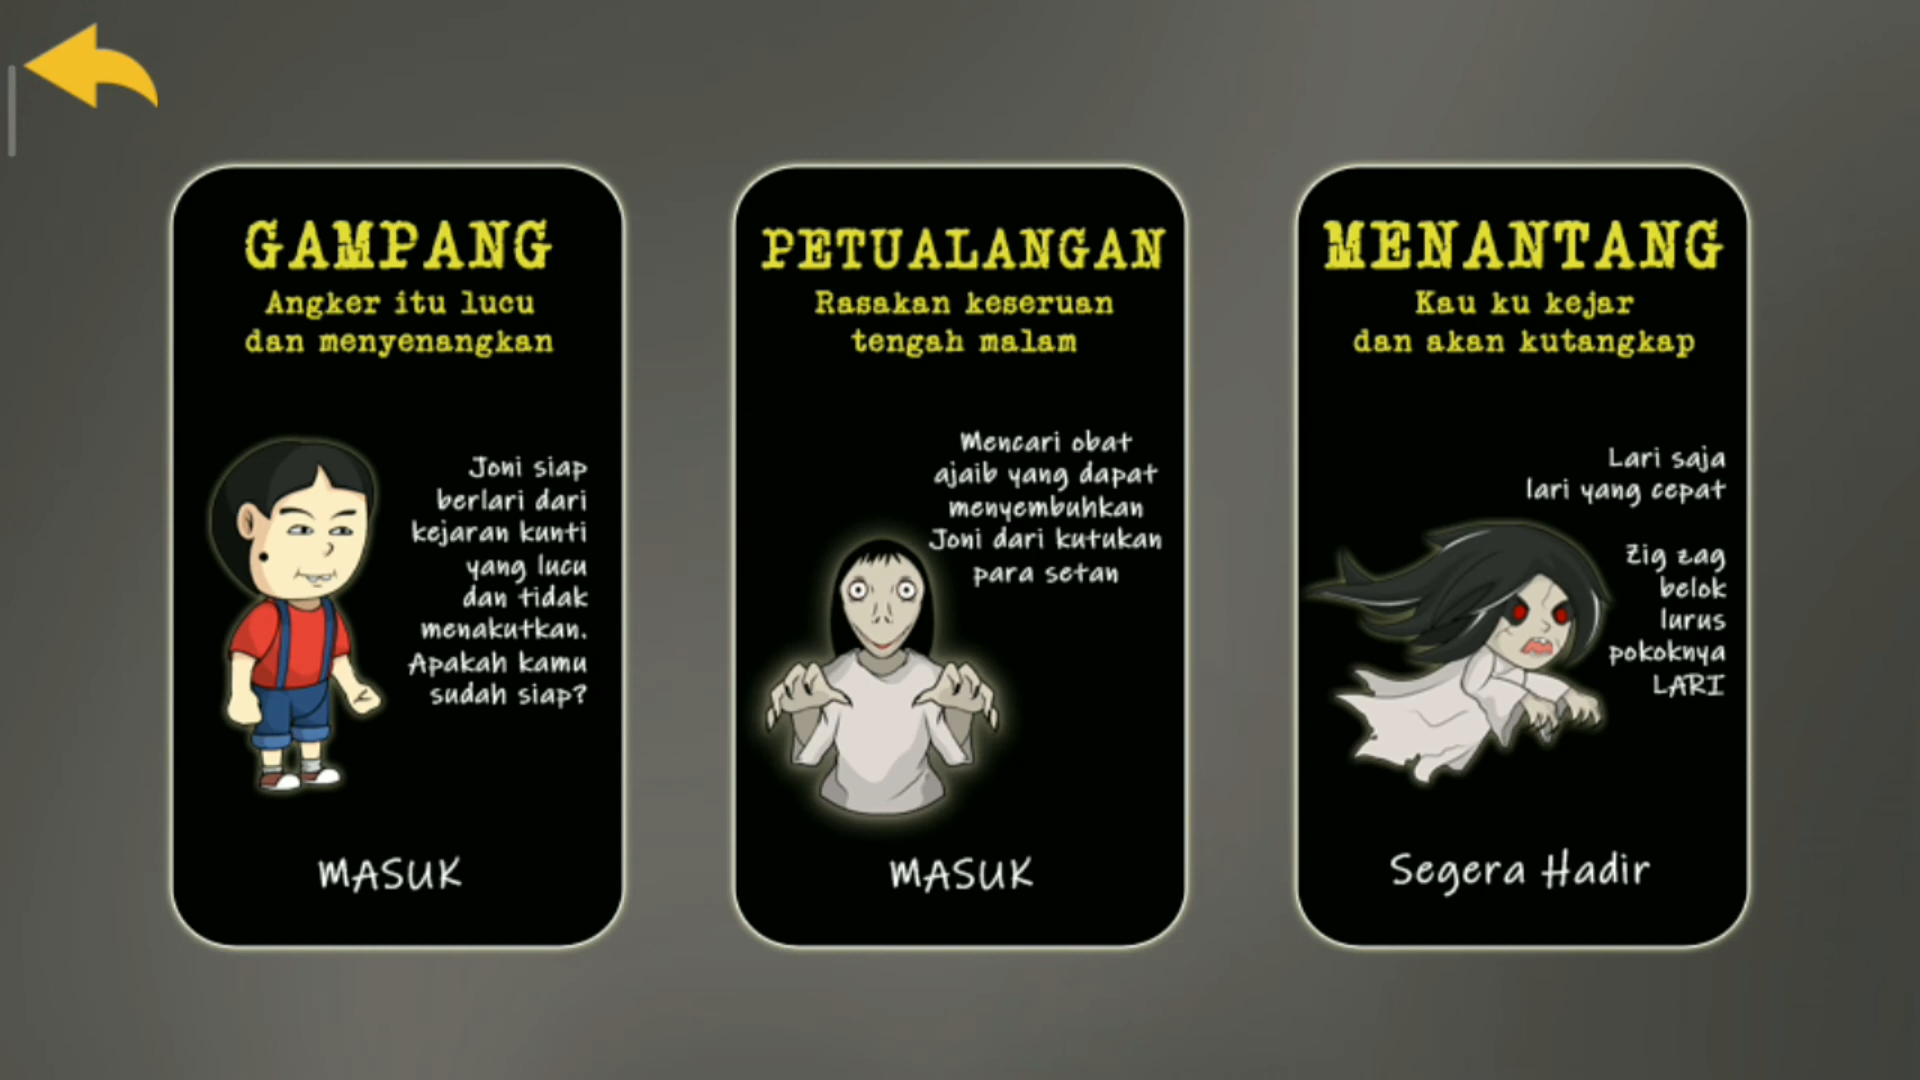 GAMPANG
Angker itu lucu
dan menyenangkan
Joni siap
berlari dari
kejaran kunti
yang lucu
dan tidak
menakutkan.
Apakah kamu
sudah siap?
MASUK
PETUALANGAN
Rasakan keseruan
tengah malam
Mencari obat
ajaib yang dapat
menyembuhkan
Joni dari kutukan
para setan
MASUK
MENANTANG
Kau ku kejar
dan akan kutangkap
Lari saja
lari yang cepat
Zig zag
belok
lurus
pokoknya
LARI
Segera Hadir